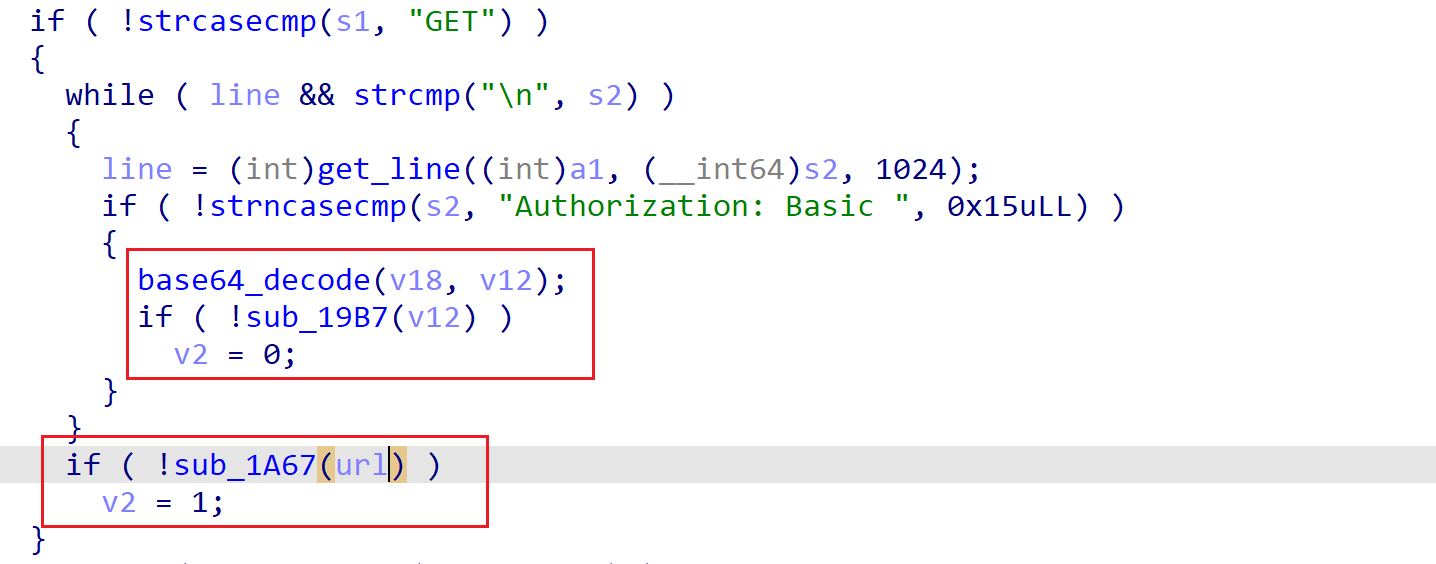 if ( !strcasecmp(s1, "GET") )
{
while ( line && strcmp("\n", s2) )
{
line = (int)get_line((int)a1, (__int64)s2, 1024);
if ( !strncasecmp(s2, "Authorization: Basic ", 0x15uLL) )
{
base64_decode(v18, v12);
if ( !sub_19B7(v12) )
v2 = 0;
}
}
if ( !sub_1A67(url) )
v2 = 1;
}